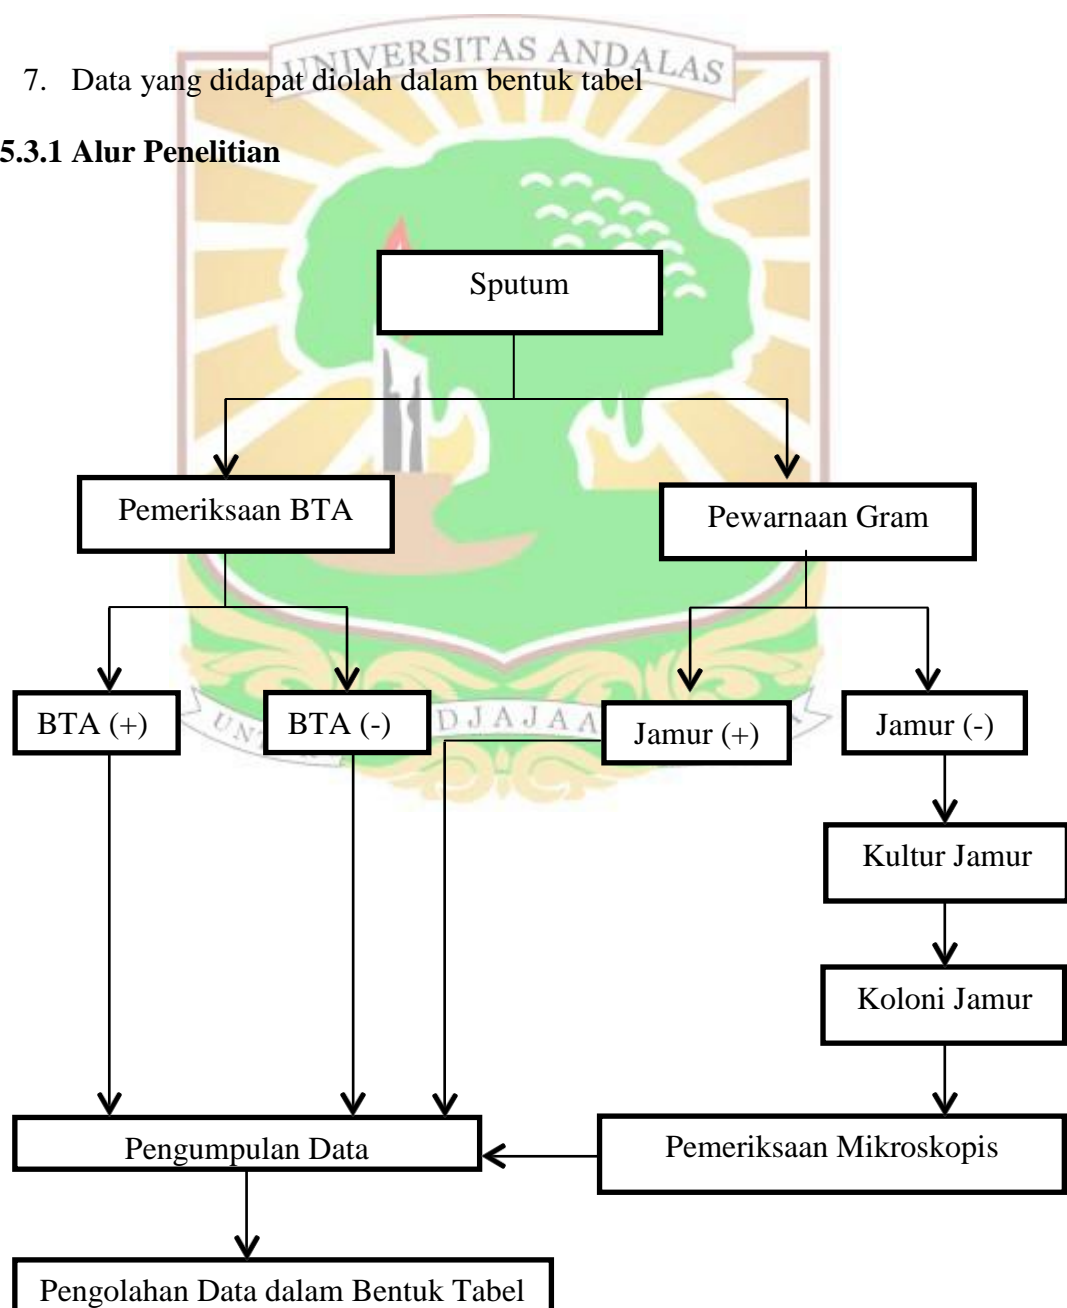 UNIVERSITAS ANDALAS
7. Data yang didapat diolah dalam bentuk tabel
5.3.1 Alur Penelitian
Sputum
Pemeriksaan BTA
Pewarnaan Gram
BTA (+)
BTA (-)
Jamur (+)
Jamur (-)
Kultur Jamur
Koloni Jamur
Pengumpulan Data
Pemeriksaan Mikroskopis
Pengolahan Data dalam Bentuk Tabel